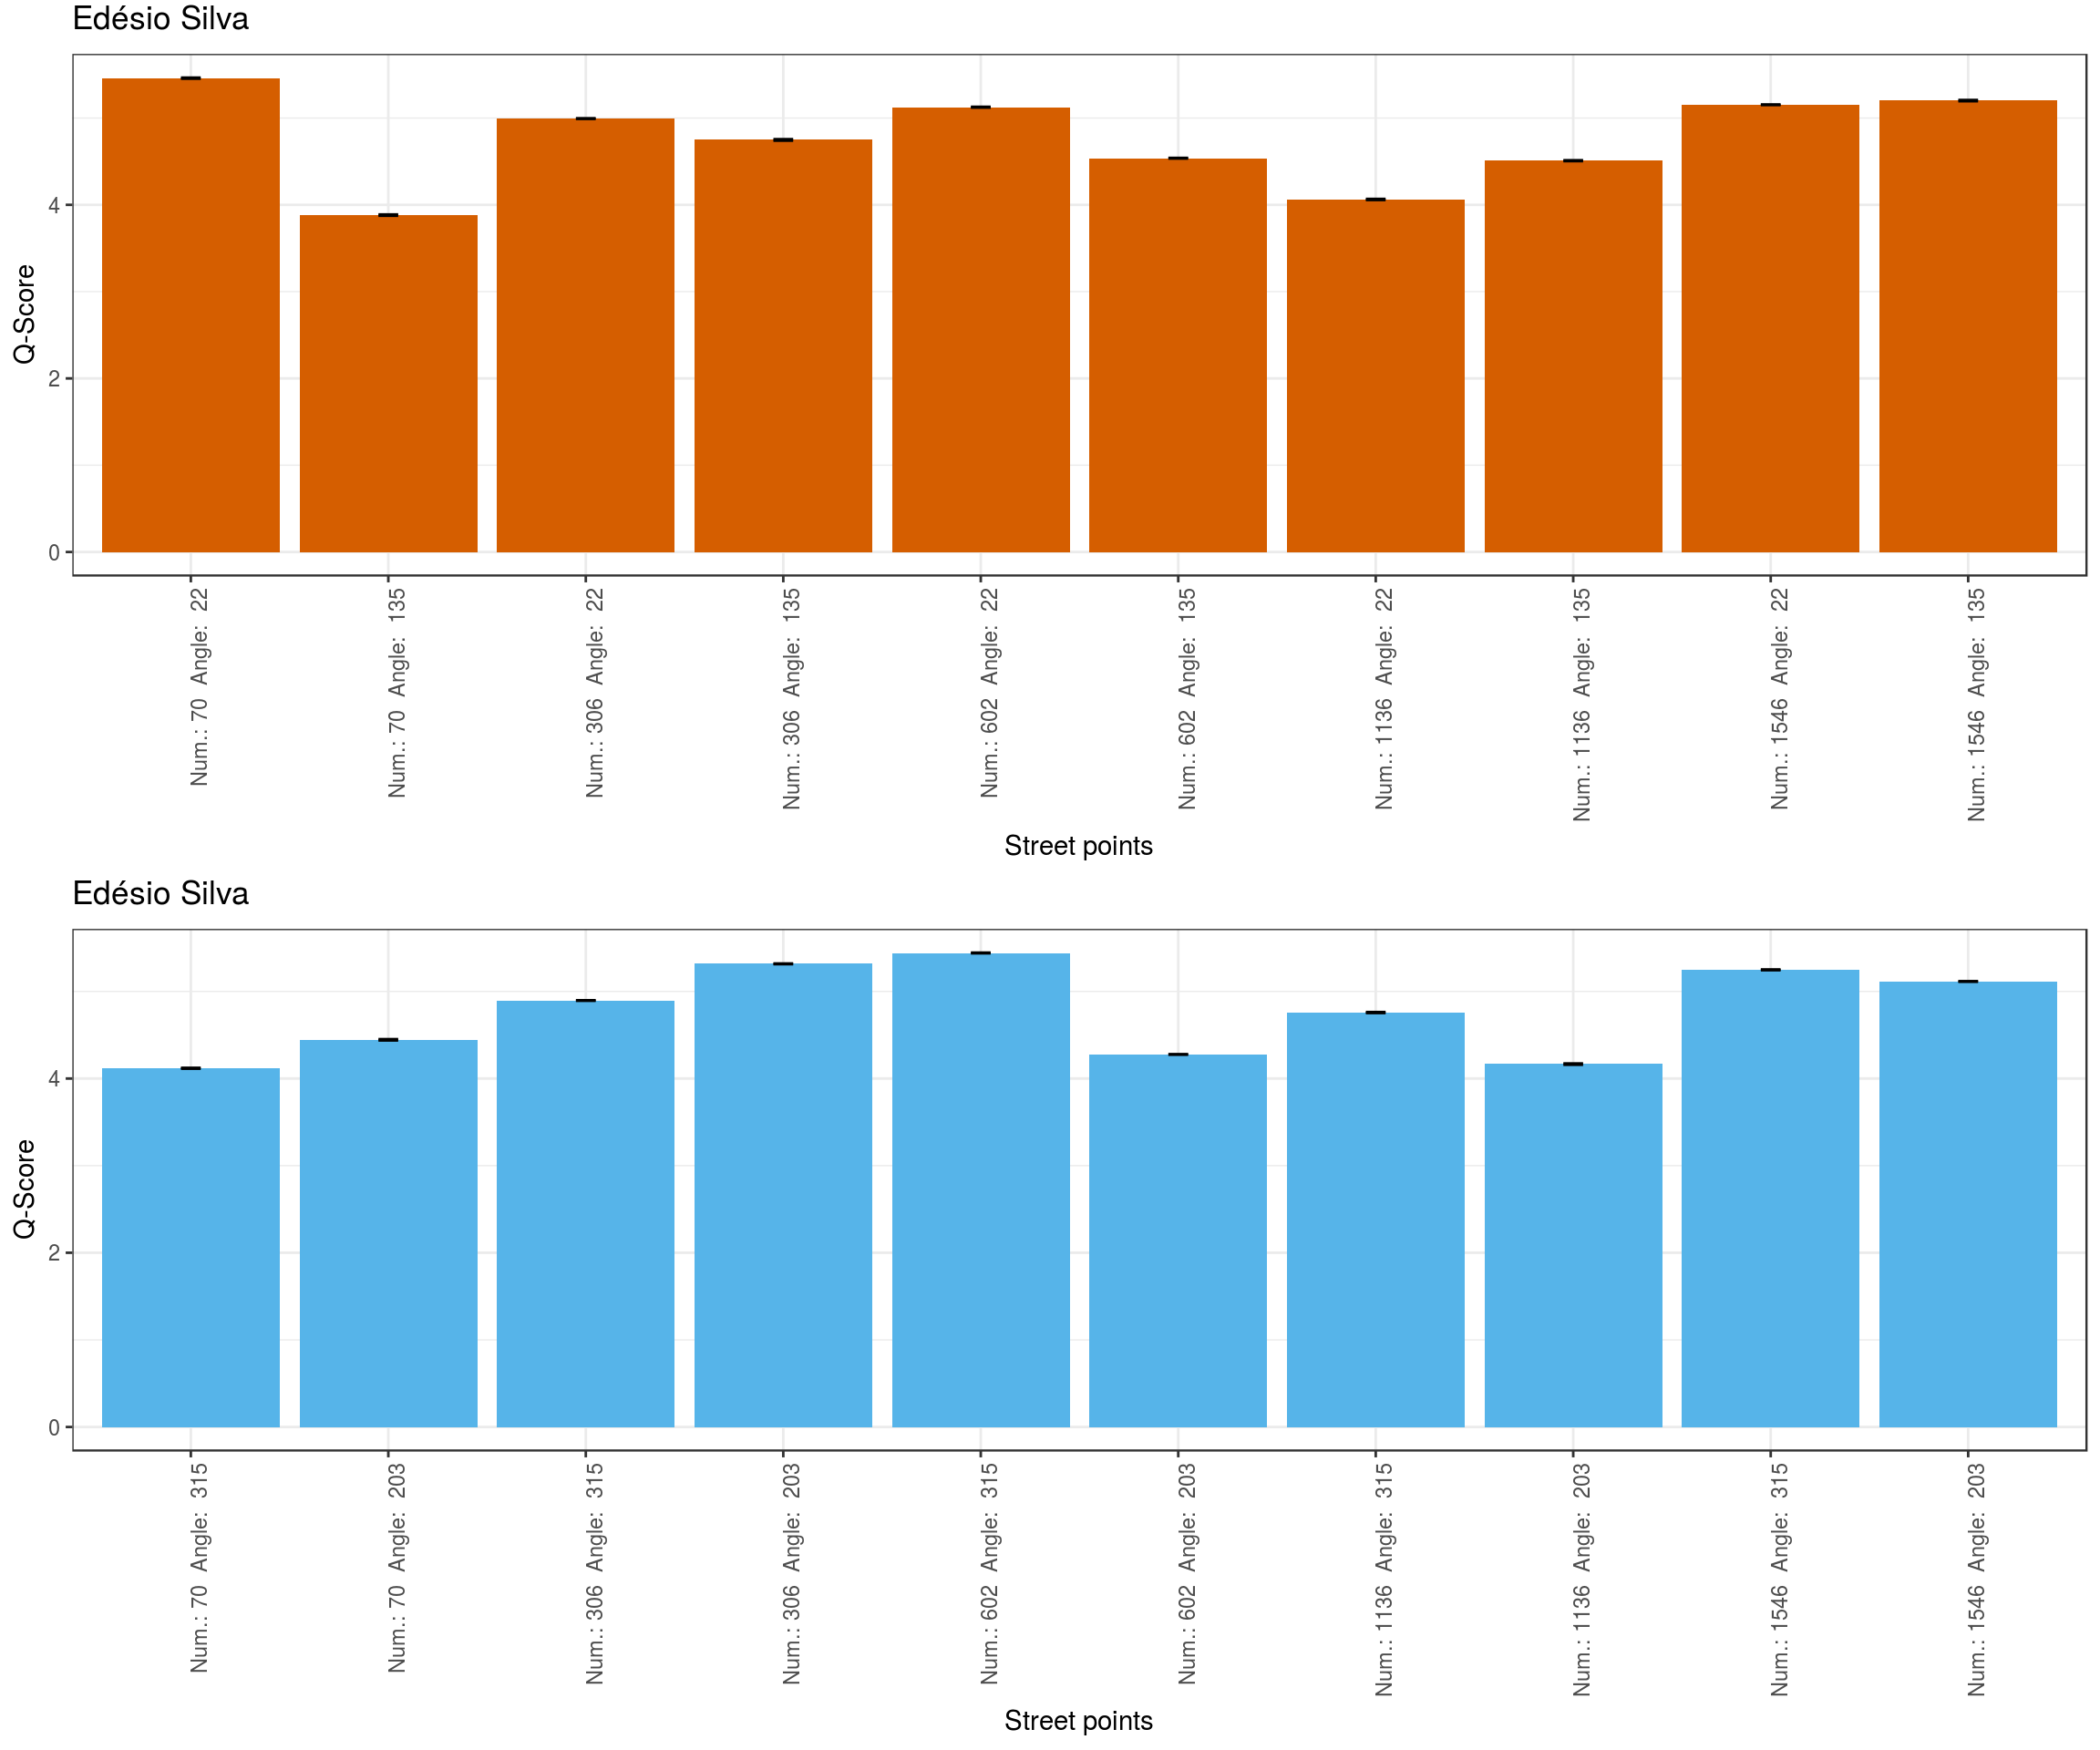 Edésio Silva
Q-Score
4
2
0
Num.: 70 Angle: 22
Num.: 70 Angle: 135
Num.: 306 Angle: 22
Num.: 306 Angle: 135
Num.: 602 Angle: 22
Num.: 602 Angle: 135
Num.: 1136 Angle: 22
Num.: 1136 Angle: 135
Num.: 1546 Angle: 22
Num.: 1546 Angle: 135
Street points
Edésio Silva
Q-Score
4
2
0
Num.: 70 Angle: 315
Num.: 70 Angle: 203
Num.: 306 Angle: 315
Num.: 306 Angle: 203
Num.: 602 Angle: 315
Num.: 602 Angle: 203
Num.: 1136 Angle: 315
Num.: 1136 Angle: 203
Num.: 1546 Angle: 315
Num.: 1546 Angle: 203
Street points